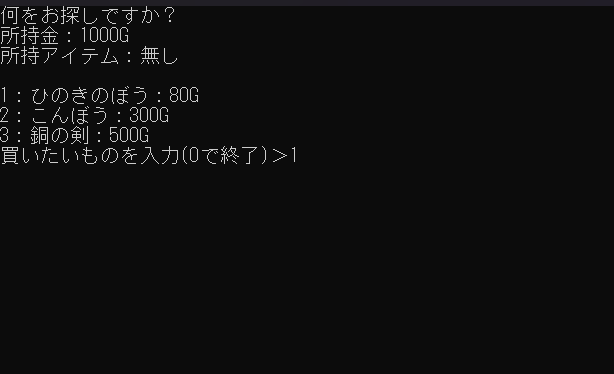 何をお探しですか？
所持金：1000G
所持アイテム：無し
1：ひのきのぼう：80G
2：こんぼう：300G
3：銅の剣：500G
買いたいものを入力(0で終了)＞1